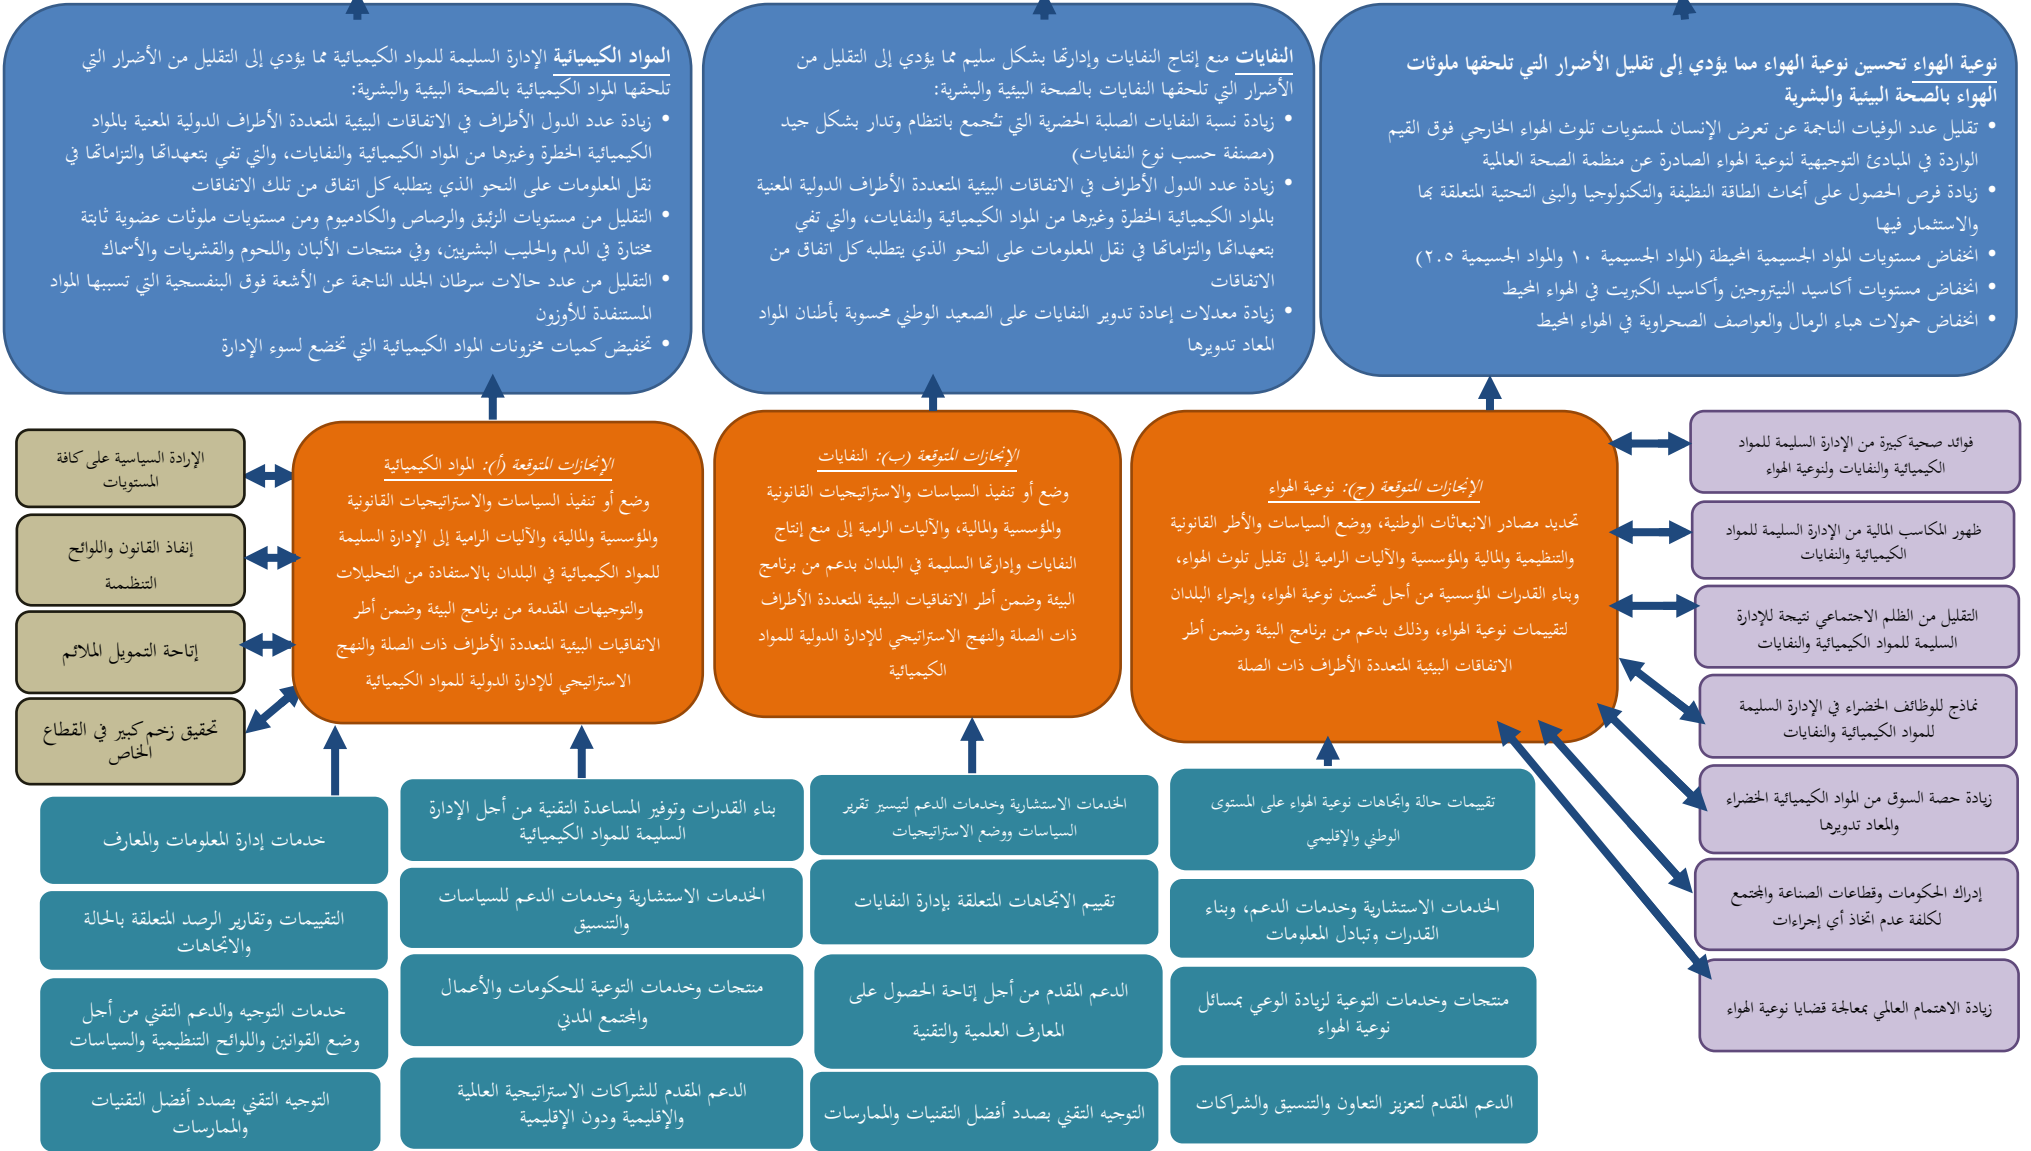 نوعية الهواء تحسين نوعية الهواء مما يؤدي إلى تقليل الأضرار التي تلحقها ملوثات
الهواء بالصحة البيئية والبشرية
• تقليل عدد الوفيات الناجمة عن تعرض الإنسان لمستويات تلوث الهواء الخارجي فوق القيم
الواردة في المبادئ التوجيهية لنوعية الهواء الصادرة عن منظمة الصحة العالمية
• زيادة فرص الحصول على أبحاث الطاقة النظيفة والتكنولوجيا والبنى التحتية المتعلقة بها
والاستثمار فيها
• انخفاض مستويات المواد الجسيمية المحيطة (المواد الجسيمية ١٠ والمواد الجسيمية ٢.٥)
• انخفاض مستويات أكاسيد النيتروجين وأكاسيد الكبريت في الهواء المحيط
• انخفاض حمولات هباء الرمال والعواصف الصحراوية في الهواء المحيط
النفايات منع إنتاج النفايات وإدارتها بشكل سليم مما يؤدي إلى التقليل من
الأضرار التي تلحقها النفايات بالصحة البيئية والبشرية:
• زيادة نسبة النفايات الصلبة الحضرية التي تُجمع بانتظام وتدار بشكل جيد
(مصنفة حسب نوع النفايات)
• زيادة عدد الدول الأطراف في الاتفاقات البيئية المتعددة الأطراف الدولية المعنية
بالمواد الكيميائية الخطرة وغيرها من المواد الكيميائية والنفايات، والتي تفي
بتعهداتها والتزاماتها في نقل المعلومات على النحو الذي يتطلبه كل اتفاق من
الاتفاقات
• زيادة معدلات إعادة تدوير النفايات على الصعيد الوطني محسوبة بأطنان المواد
المعاد تدويرها
المواد الكيميائية الإدارة السليمة للمواد الكيميائية مما يؤدي إلى التقليل من الأضرار التي
تلحقها المواد الكيميائية بالصحة البيئية والبشرية:
• زيادة عدد الدول الأطراف في الاتفاقات البيئية المتعددة الأطراف الدولية المعنية بالمواد
الكيميائية الخطرة وغيرها من المواد الكيميائية والنفايات، والتي تفي بتعهداتها والتزاماتها في
نقل المعلومات على النحو الذي يتطلبه كل اتفاق من تلك الاتفاقات
• التقليل من مستويات الزئبق والرصاص والكادميوم ومن مستويات ملوثات عضوية ثابتة
مختارة في الدم والحليب البشريين، وفي منتجات الألبان واللحوم والقشريات والأسماك
• التقليل من عدد حالات سرطان الجلد الناجمة عن الأشعة فوق البنفسجية التي تسببها المواد
المستنفدة للأوزون
• تخفيض كميات مخزونات المواد الكيميائية التي تخضع لسوء الإدارة
فوائد صحية كبيرة من الإدارة السليمة للمواد
الكيميائية والنفايات ولنوعية الهواء
ظهور المكاسب المالية من الإدارة السليمة للمواد
الكيميائية والنفايات
التقليل من الظلم الاجتماعي نتيجة للإدارة
السليمة للمواد الكيميائية والنفايات
نماذج للوظائف الخضراء في الإدارة السليمة
للمواد الكيميائية والنفايات
زيادة حصة السوق من المواد الكيميائية الخضراء
والمعاد تدويرها
إدراك الحكومات وقطاعات الصناعة والمجتمع
لكلفة عدم اتخاذ أي إجراءات
زيادة الاهتمام العالمي بمعالجة قضايا نوعية الهواء
الإنجازات المتوقعة (ج): نوعية الهواء
تحديد مصادر الانبعاثات الوطنية، ووضع السياسات والأطر القانونية
والتنظيمية والمالية والمؤسسية والآليات الرامية إلى تقليل تلوث الهواء،
وبناء القدرات المؤسسية من أجل تحسين نوعية الهواء، وإجراء البلدان
لتقييمات نوعية الهواء، وذلك بدعم من برنامج البيئة وضمن أطر
الاتفاقات البيئية المتعددة الأطراف ذات الصلة
الإنجازات المتوقعة (ب): النفايات
وضع أو تنفيذ السياسات والاستراتيجيات القانونية
والمؤسسية والمالية، والآليات الرامية إلى منع إنتاج
النفايات وإدارتها السليمة في البلدان بدعم من برنامج
البيئة وضمن أطر الاتفاقيات البيئية المتعددة الأطراف
ذات الصلة والنهج الاستراتيجي للإدارة الدولية للمواد
الكيميائية
الإنجازات المتوقعة (أ): المواد الكيميائية
وضع أو تنفيذ السياسات والاستراتيجيات القانونية
والمؤسسية والمالية، والآليات الرامية إلى الإدارة السليمة
للمواد الكيميائية في البلدان بالاستفادة من التحليلات
والتوجيهات المقدمة من برنامج البيئة وضمن أطر
الاتفاقيات البيئية المتعددة الأطراف ذات الصلة والنهج
الاستراتيجي للإدارة الدولية للمواد الكيميائية
الإرادة السياسية على كافة
المستويات
إنفاذ القانون واللوائح
التنظيمية
إتاحة التمويل الملائم
تحقيق زخم كبير في القطاع
الخاص
تقييمات حالة واتجاهات نوعية الهواء على المستوى
الوطني والإقليمي
الخدمات الاستشارية وخدمات الدعم، وبناء
القدرات وتبادل المعلومات
منتجات وخدمات التوعية لزيادة الوعي بمسائل
نوعية الهواء
الدعم المقدم لتعزيز التعاون والتنسيق والشراكات
الخدمات الاستشارية وخدمات الدعم لتيسير تقرير
السياسات ووضع الاستراتيجيات
تقييم الاتجاهات المتعلقة بإدارة النفايات
الدعم المقدم من أجل إتاحة الحصول على
المعارف العلمية والتقنية
التوجيه التقني بصدد أفضل التقنيات والممارسات
بناء القدرات وتوفير المساعدة التقنية من أجل الإدارة
السليمة للمواد الكيميائية
الخدمات الاستشارية وخدمات الدعم للسياسات
والتنسيق
منتجات وخدمات التوعية للحكومات والأعمال
والمجتمع المدني
الدعم المقدم للشراكات الاستراتيجية العالمية
والإقليمية ودون الإقليمية
خدمات إدارة المعلومات والمعارف
التقييمات وتقارير الرصد المتعلقة بالحالة
والاتجاهات
خدمات التوجيه والدعم التقني من أجل
وضع القوانين واللوائح التنظيمية والسياسات
التوجيه التقني بصدد أفضل التقنيات
والممارسات